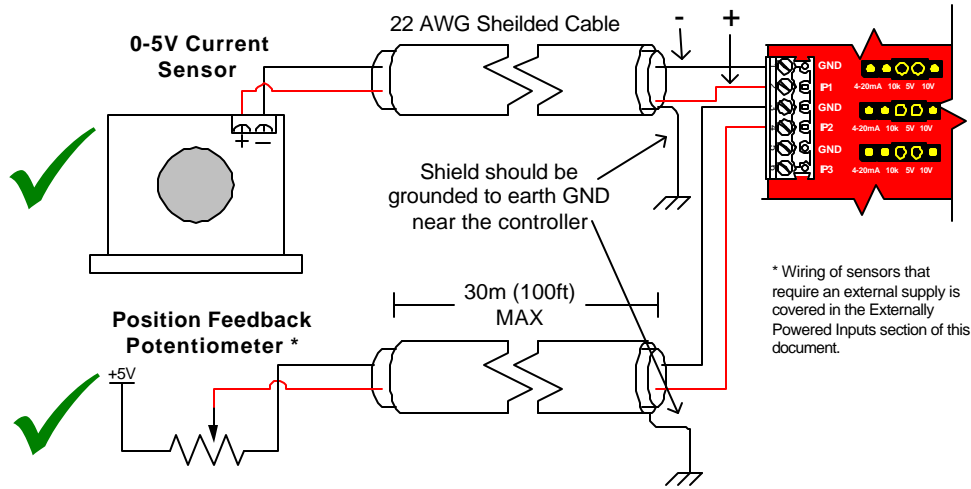 22 AWG Sheilded Cable
- +
0-5V Current
Sensor
+ −
GND
IP1
GND
IP2
GND
IP3
4-20mA 10k 5V 10V
4-20mA 10k 5V 10V
4-20mA 10k 5V 10V
Shield should be
grounded to earth GND
near the controller
* Wiring of sensors that
require an external supply is
covered in the Externally
Powered Inputs section of this
document.
30m (100ft)
MAX
Position Feedback
Potentiometer *
+5V